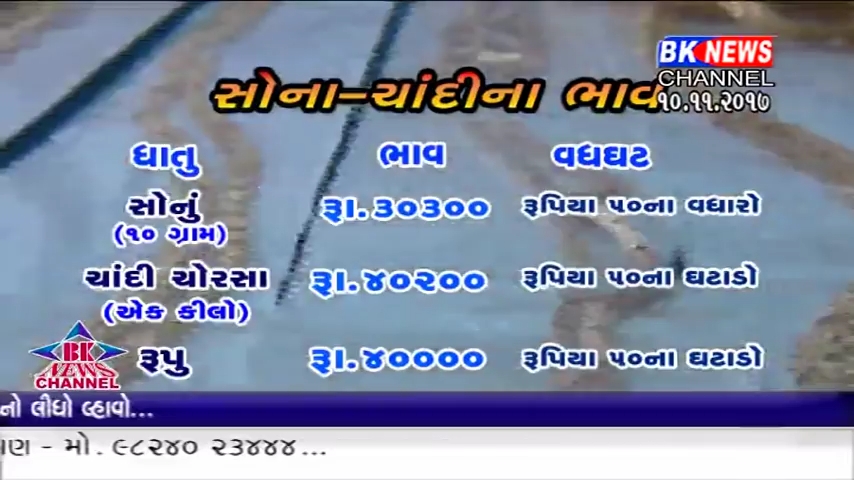 BK NEWS
CHANNEL
૧૦.૧૧.૨૦૧૭
સોના-ચાંદીના ભાવ
ધાતુ ભાવ વધઘટ
સોનું રૂા.૩૦૩૦૦ રૂપિયા ૫૦ના વધારો
(૧૦ ગ્રામ)
ચાંદી ચોરસા રૂા.૪૦૨૦૦ રૂપિયા ૫૦ના ઘટાડો
(એક કીલો)
રૂપુ રૂા.૪૦૦૦૦ રૂપિયા ૫૦ના ઘટાડો
BK
NEWS
CHANNEL
નો લીધો લ્હાવો...
- મો. ૯૮૨૪૦ ૨૩૪૪૪...